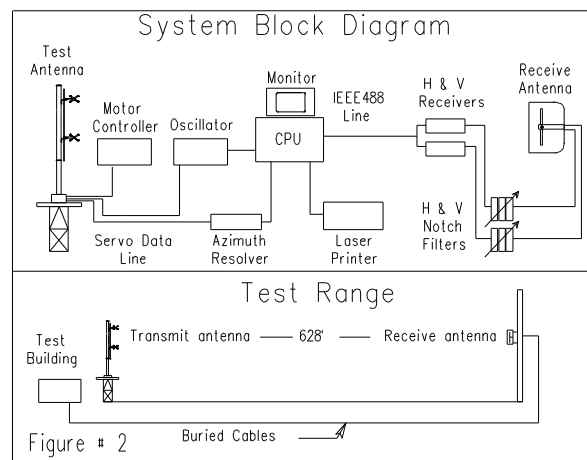 System Block Diagram
Test
Antenna
Motor
Controller
Oscillator
Monitor
CPU
IEEE488
Line
H & V
Receivers
Receive
Antenna
Servo Data
Line
Azimuth
Resolver
Laser
Printer
H & V
Notch
Filters
Test Range
Test
Building
Transmit antenna — 628' — Receive antenna
Buried Cables
Figure # 2